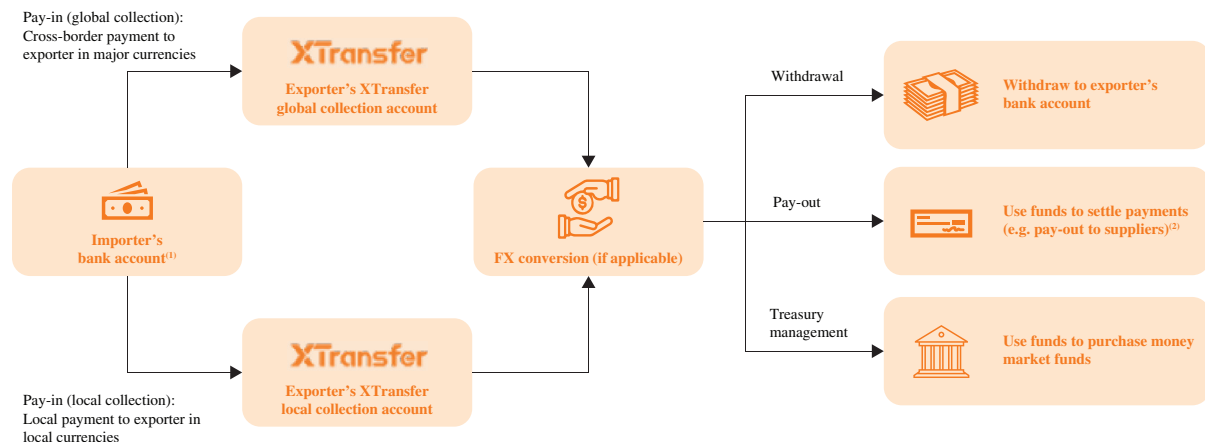 Pay-in (global collection):
Cross-border payment to
exporter in major currencies
XTransfer
Exporter's XTransfer
global collection account
Importer's
bank account(1)
XTransfer
Exporter's XTransfer
local collection account
Pay-in (local collection):
Local payment to exporter in
local currencies
$
FX conversion (if applicable)
Withdrawal
Withdraw to exporter's
bank account
Pay-out
Use funds to settle payments
(e.g. pay-out to suppliers)(2)
Treasury
management
Use funds to purchase money
market funds